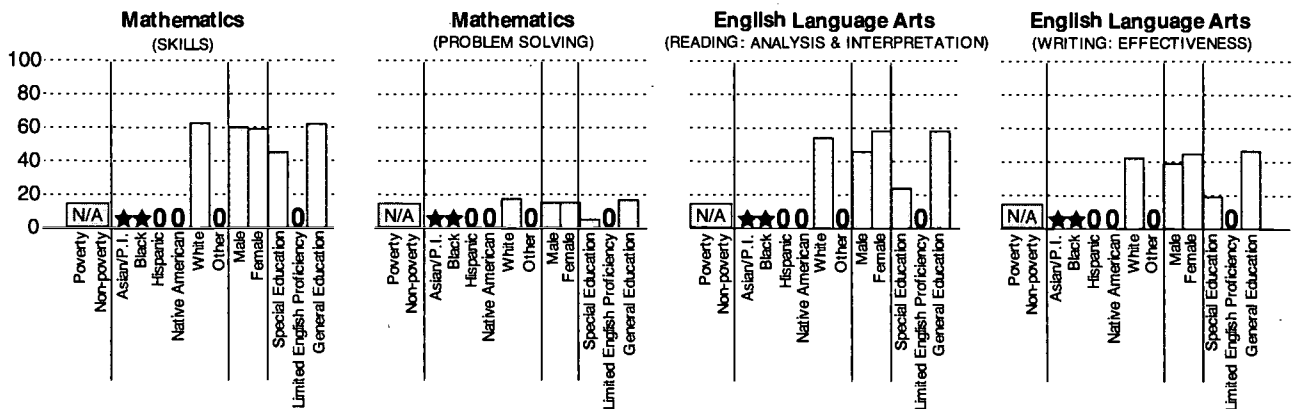 Mathematics
(SKILLS)
100
80
60
40
20
0
N/A
★ ★ 0 0 0 0
Poverty
Non-poverty
Asian/P.I.
Black
Hispanic
Native American
White
Other
Male
Female
Special Education
Limited English Proficiency
General Education
Mathematics
(PROBLEM SOLVING)
N/A
★ ★ 0 0 0 0
Poverty
Non-poverty
Asian/P.I.
Black
Hispanic
Native American
White
Other
Male
Female
Special Education
Limited English Proficiency
General Education
English Language Arts
(READING: ANALYSIS & INTERPRETATION)
N/A
★ ★ 0 0 0 0
Poverty
Non-poverty
Asian/P.I.
Black
Hispanic
Native American
White
Other
Male
Female
Special Education
Limited English Proficiency
General Education
English Language Arts
(WRITING: EFFECTIVENESS)
N/A
★ ★ 0 0 0 0
Poverty
Non-poverty
Asian/P.I.
Black
Hispanic
Native American
White
Other
Male
Female
Special Education
Limited English Proficiency
General Education